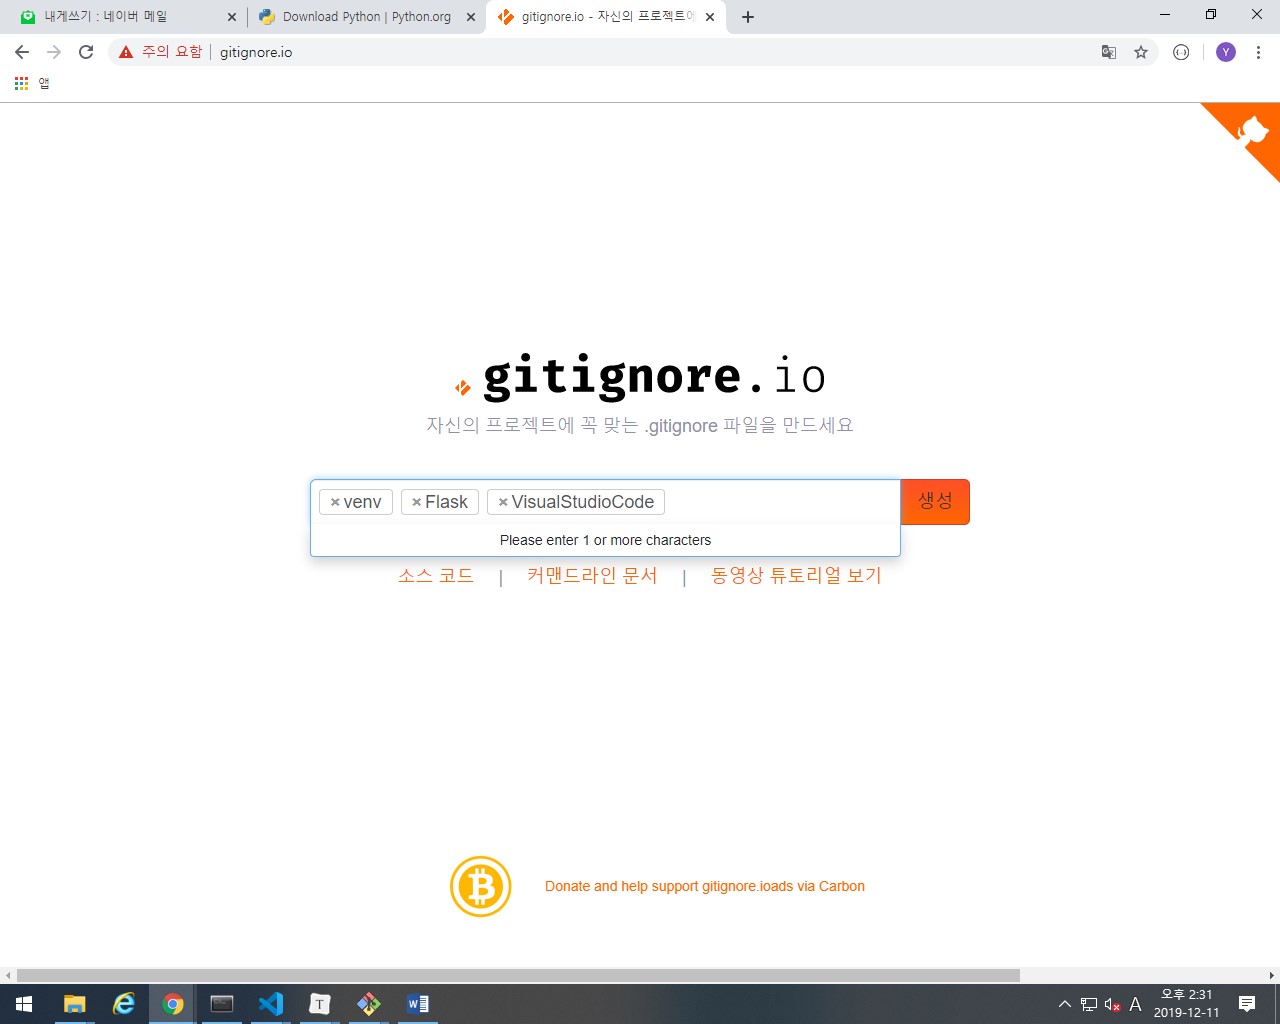 내게쓰기 : 네이버 메일
Download Python | Python.org
gitignore.io - 자신의 프로젝트에
주의 요함
gitignore.io
Y
앱
gitignore.io
자신의 프로젝트에 꼭 맞는 .gitignore 파일을 만드세요
×venv ×Flask ×VisualStudioCode
생성
Please enter 1 or more characters
소스 코드 | 커맨드라인 문서 | 동영상 튜토리얼 보기
Donate and help support gitignore.ioads via Carbon
A
오후 2:31
2019-12-11